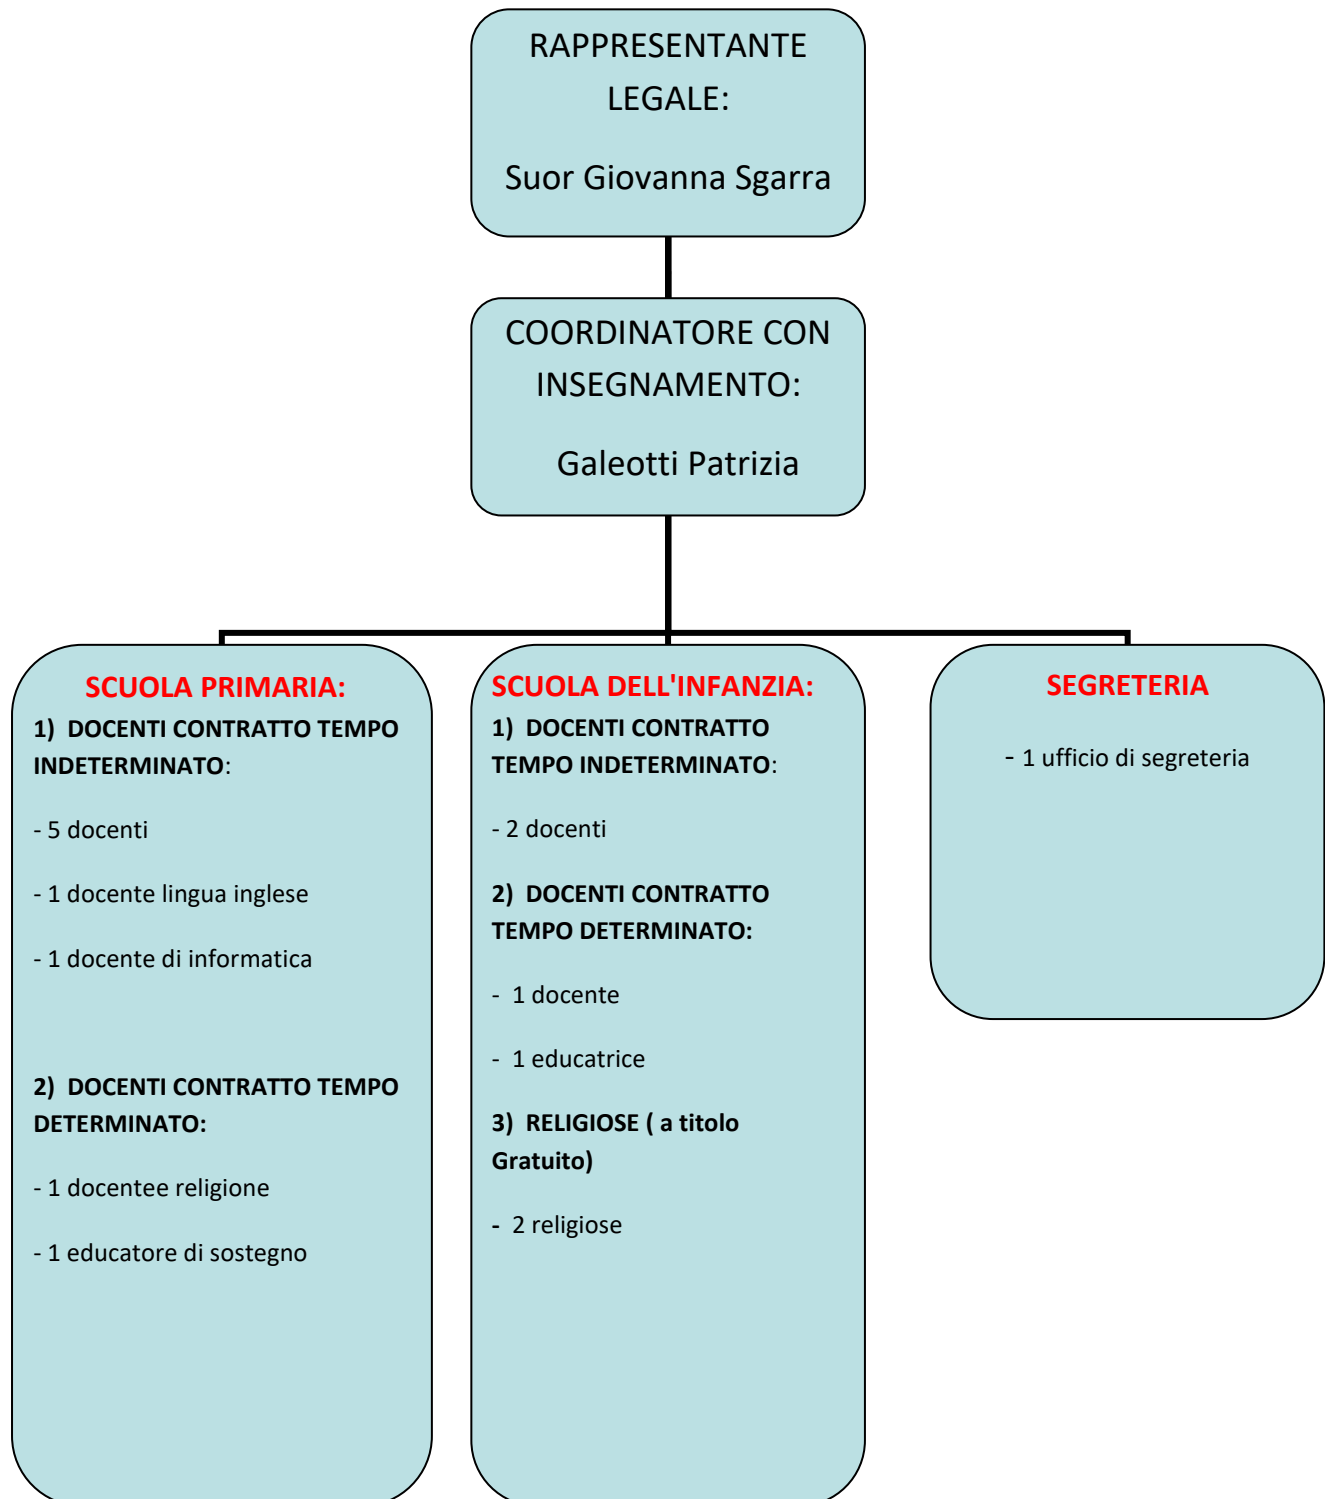 RAPPRESENTANTE
LEGALE:
Suor Giovanna Sgarra
COORDINATORE CON
INSEGNAMENTO:
Galeotti Patrizia
SCUOLA PRIMARIA:
1) DOCENTI CONTRATTO TEMPO
INDETERMINATO:
- 5 docenti
- 1 docente lingua inglese
- 1 docente di informatica
2) DOCENTI CONTRATTO TEMPO
DETERMINATO:
- 1 docentee religione
- 1 educatore di sostegno
SCUOLA DELL'INFANZIA:
1) DOCENTI CONTRATTO
TEMPO INDETERMINATO:
- 2 docenti
2) DOCENTI CONTRATTO
TEMPO DETERMINATO:
- 1 docente
- 1 educatrice
3) RELIGIOSE ( a titolo
Gratuito)
- 2 religiose
SEGRETERIA
- 1 ufficio di segreteria